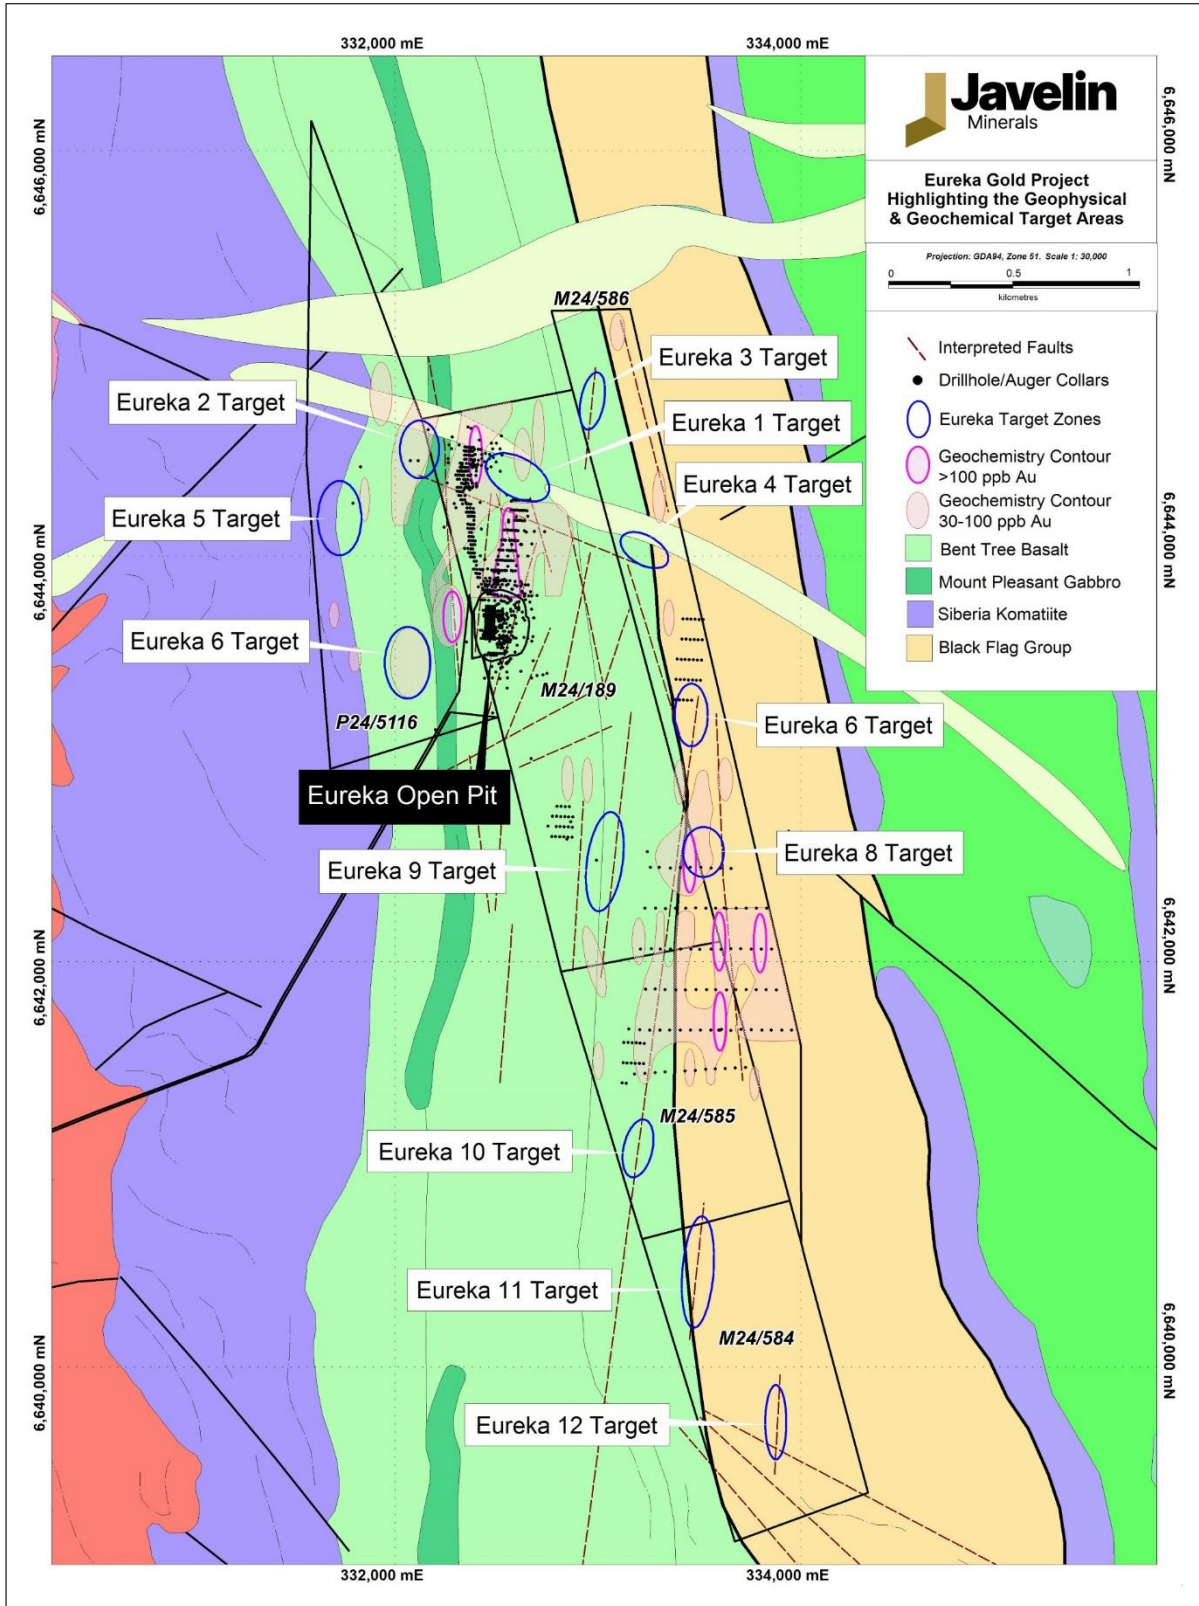 332,000 mE
334,000 mE
6,646,000 mN
6,646,000 mN
Javelin
Minerals
Eureka Gold Project
Highlighting the Geophysical
& Geochemical Target Areas
Projection: GDA94, Zone 51. Scale 1: 30,000
0
0.5
1
kilometres
Interpreted Faults
Drillhole/Auger Collars
Eureka Target Zones
Geochemistry Contour
>100 ppb Au
Geochemistry Contour
30-100 ppb Au
Bent Tree Basalt
Mount Pleasant Gabbro
Siberia Komatiite
Black Flag Group
M24/586
Eureka 3 Target
Eureka 2 Target
Eureka 1 Target
Eureka 4 Target
Eureka 5 Target
6,644,000 mN
6,644,000 mN
Eureka 6 Target
M24/189
P24/5116
Eureka 6 Target
Eureka Open Pit
Eureka 9 Target
Eureka 8 Target
6,642,000 mN
6,642,000 mN
M24/585
Eureka 10 Target
Eureka 11 Target
M24/584
6,640,000 mN
6,640,000 mN
Eureka 12 Target
332,000 mE
334,000 mE